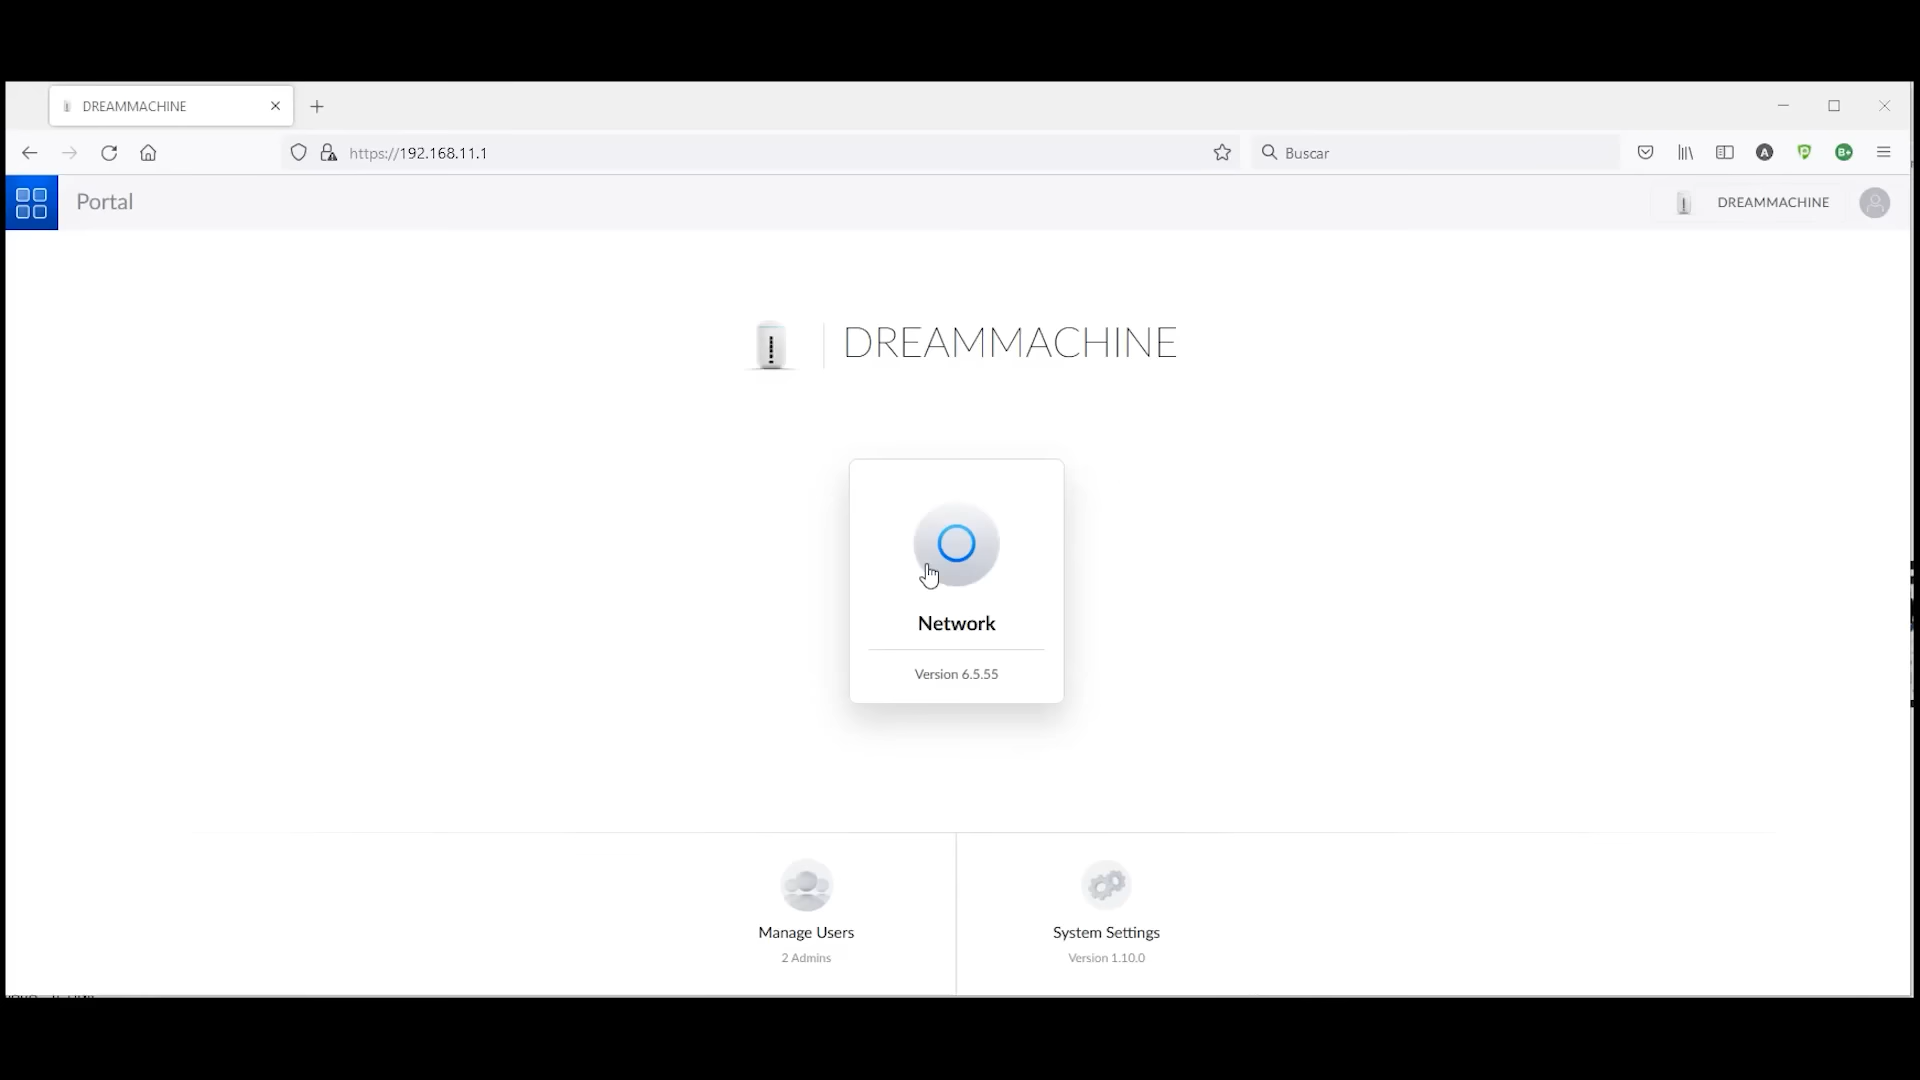 DREAMMACHINE
https://192.168.11.1
Buscar
A
B+
Portal
DREAMMACHINE
DREAMMACHINE
Network
Version 6.5.55
Manage Users
2 Admins
System Settings
Version 1.10.0